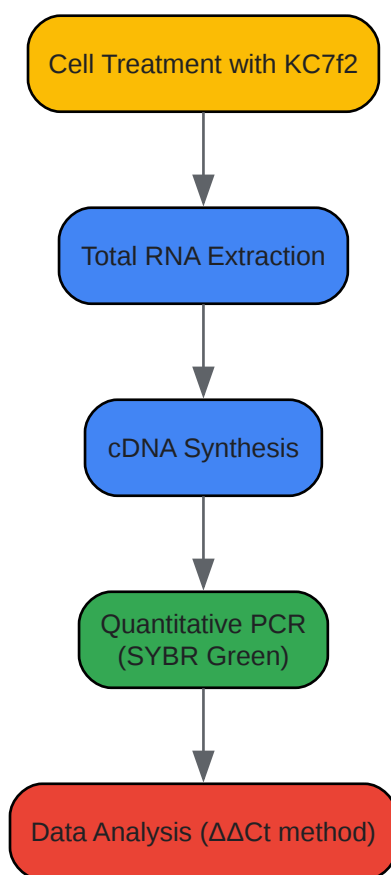 Cell Treatment with KC7f2
Total RNA Extraction
cDNA Synthesis
Quantitative PCR
(SYBR Green)
Data Analysis (ΔΔCt method)